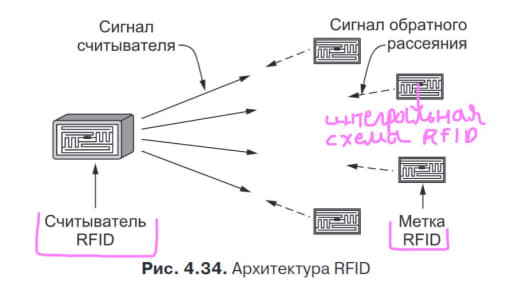 Сигнал
считывателя
Сигнал обратного
рассеяния
интегральная
схемы RFID
Считыватель
RFID
Метка
RFID
Рис. 4.34. Архитектура RFID